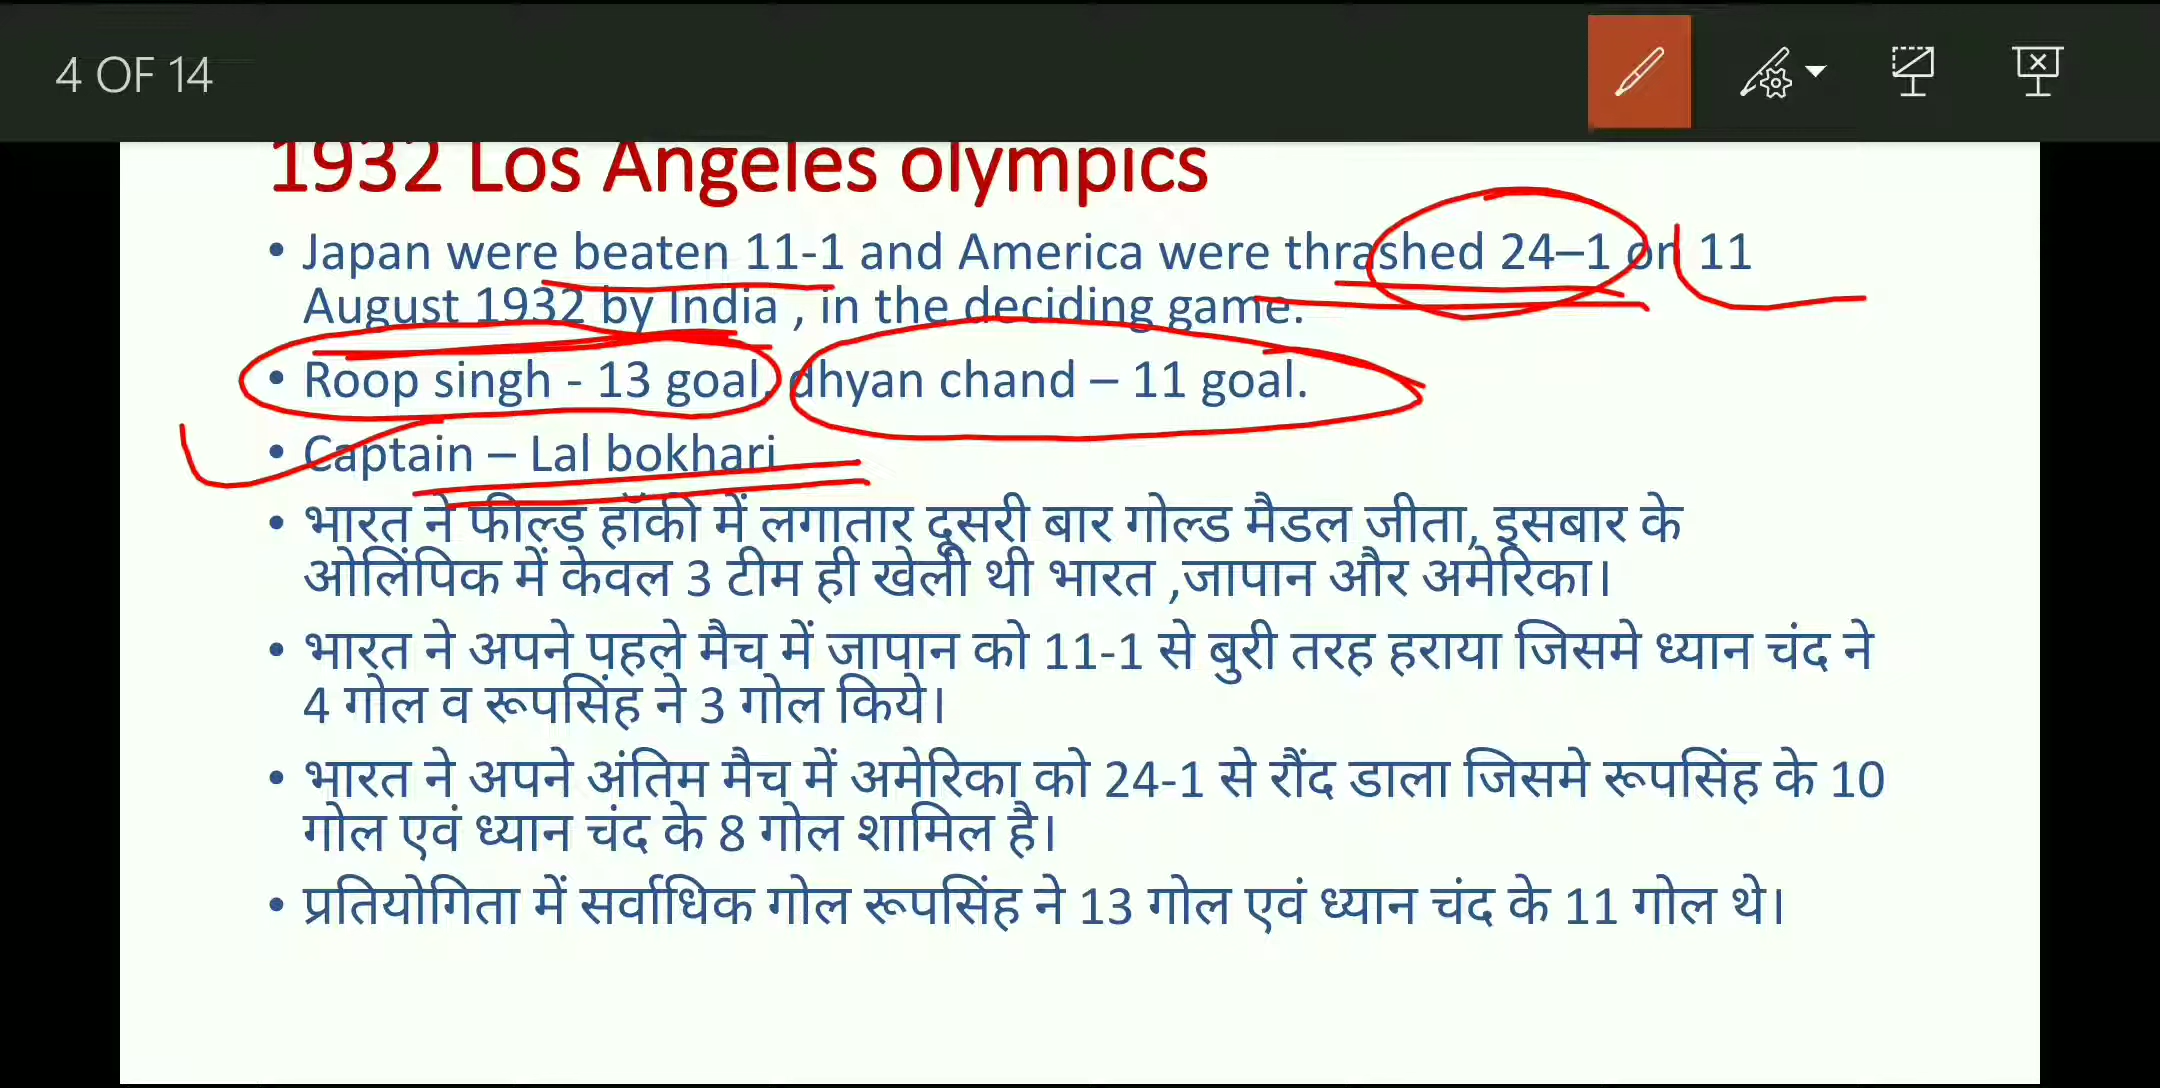 4 OF 14
1932 Los Angeles olympics
• Japan were beaten 11-1 and America were thrashed 24–1 on 11
August 1932 by India , in the deciding game.
• Roop singh - 13 goal, dhyan chand – 11 goal.
• Captain – Lal bokhari
• भारत ने फील्ड हॉकी में लगातार दूसरी बार गोल्ड मैडल जीता, इसबार के
ओलिंपिक में केवल 3 टीम ही खेली थी भारत ,जापान और अमेरिका।
• भारत ने अपने पहले मैच में जापान को 11-1 से बुरी तरह हराया जिसमे ध्यान चंद ने
4 गोल व रूपसिंह ने 3 गोल किये।
• भारत ने अपने अंतिम मैच में अमेरिका को 24-1 से रौंद डाला जिसमे रूपसिंह के 10
गोल एवं ध्यान चंद के 8 गोल शामिल है।
• प्रतियोगिता में सर्वाधिक गोल रूपसिंह ने 13 गोल एवं ध्यान चंद के 11 गोल थे।